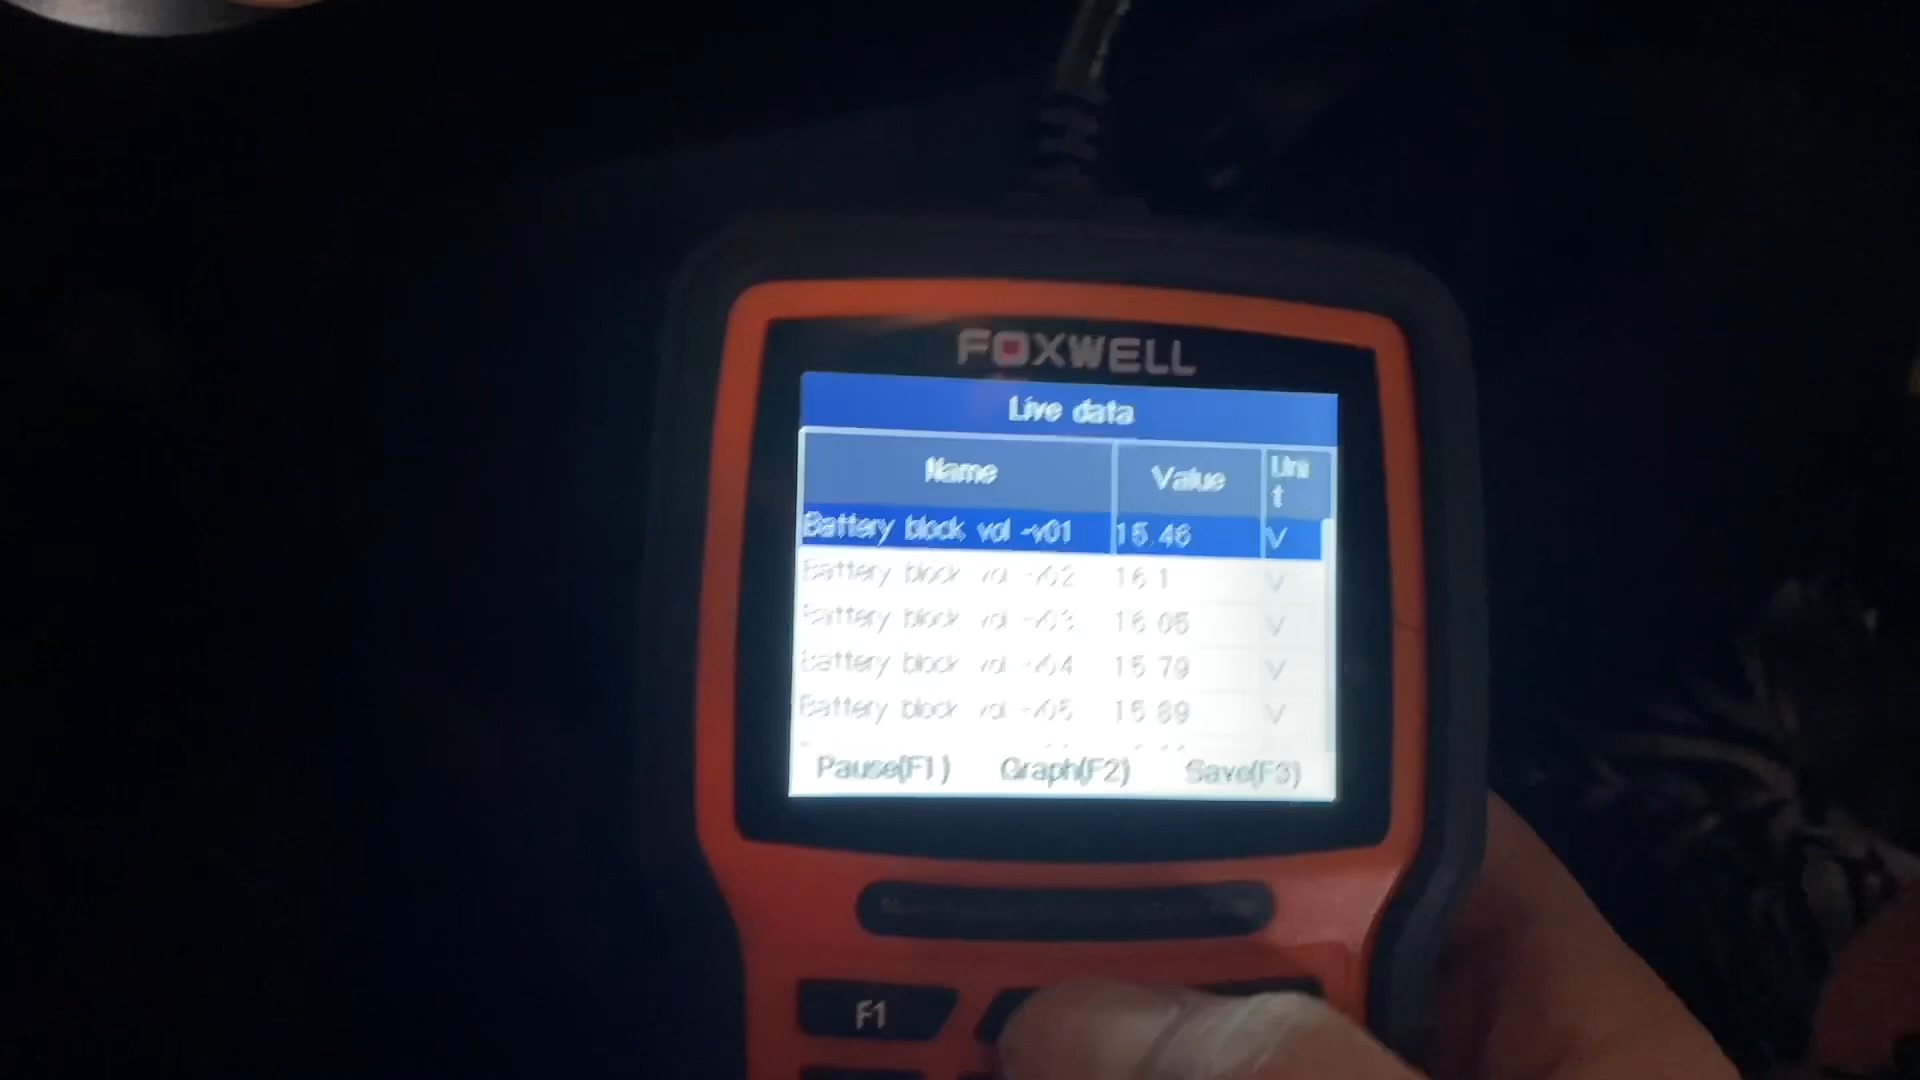 FOXWELL
Live data
Name Value Unit
Battery block vol -v01 15.46 V
Battery block vol -v02 16.1 V
Battery block vol -v03 16.05 V
Battery block vol -v04 15.79 V
Battery block vol -v05 15.89 V
Pause(F1) Graph(F2) Save(F3)
F1